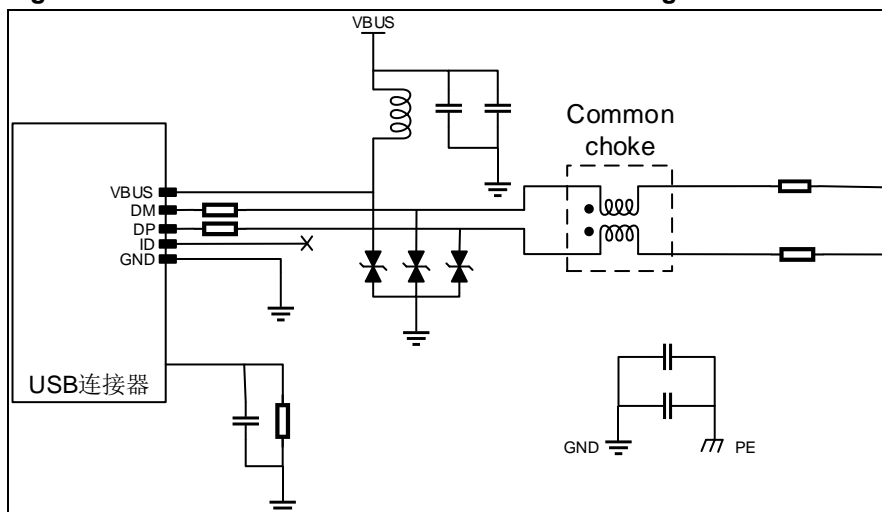 VBUS
Common
choke
VBUS
DM
DP
ID
GND
USB连接器
GND
PE